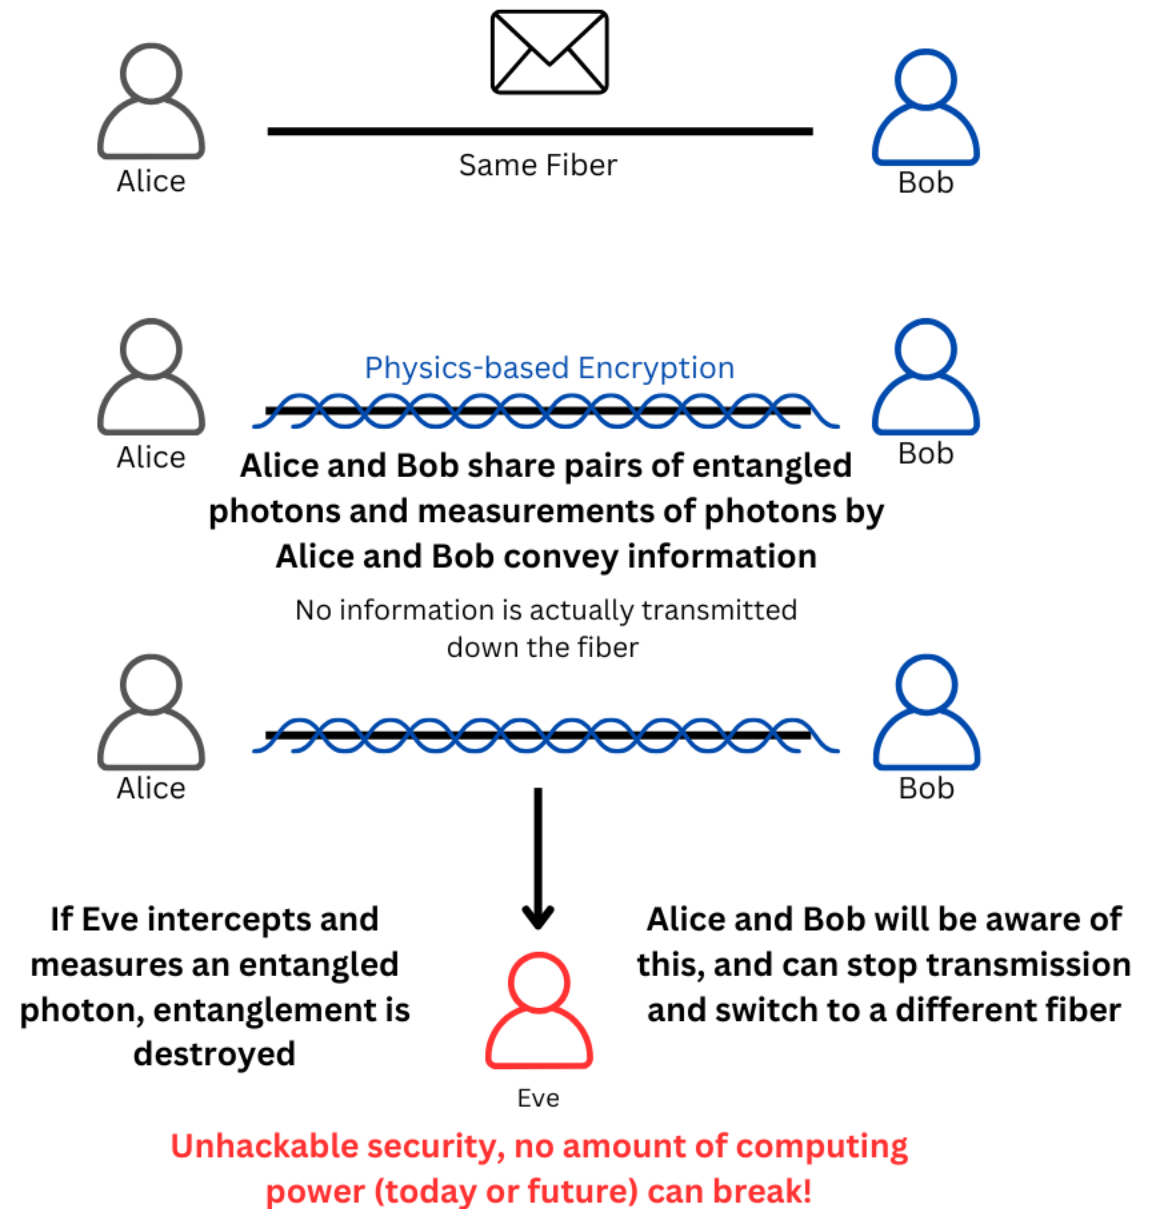 Same Fiber
Alice
Bob
Physics-based Encryption
Alice
Bob
Alice and Bob share pairs of entangled
photons and measurements of photons by
Alice and Bob convey information
No information is actually transmitted
down the fiber
Alice
Bob
If Eve intercepts and
measures an entangled
photon, entanglement is
destroyed
Alice and Bob will be aware of
this, and can stop transmission
and switch to a different fiber
Eve
Unhackable security, no amount of computing
power (today or future) can break!